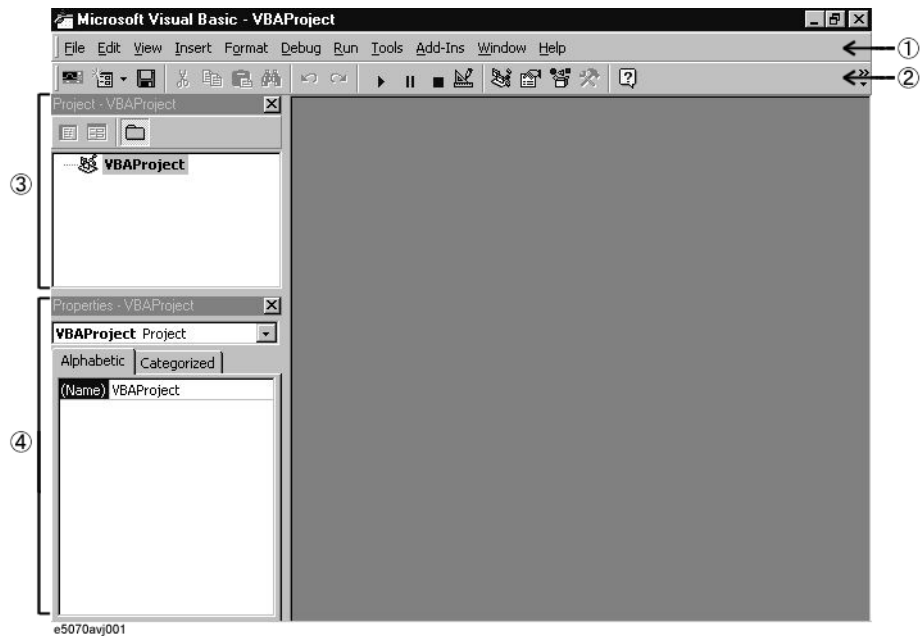 Microsoft Visual Basic - VBAProject
File Edit View Insert Format Debug Run Tools Add-Ins Window Help
①
②
Project - VBAProject
VBAProject
③
Properties - VBAProject
VBAProject Project
Alphabetic Categorized
(Name) VBAProject
④
e5070avj001